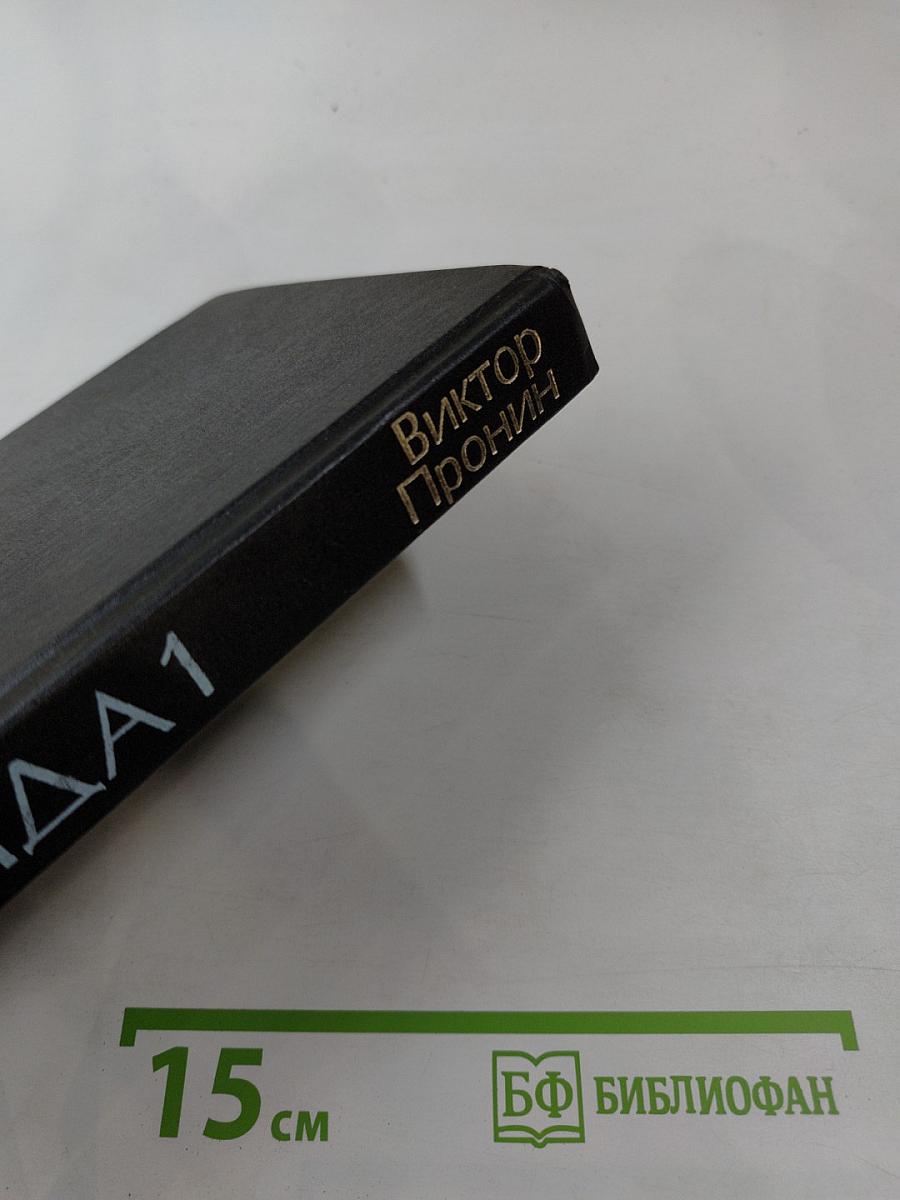 Виктор
Пронин
ДА 1
15 см
БФ БИБЛИОФАН